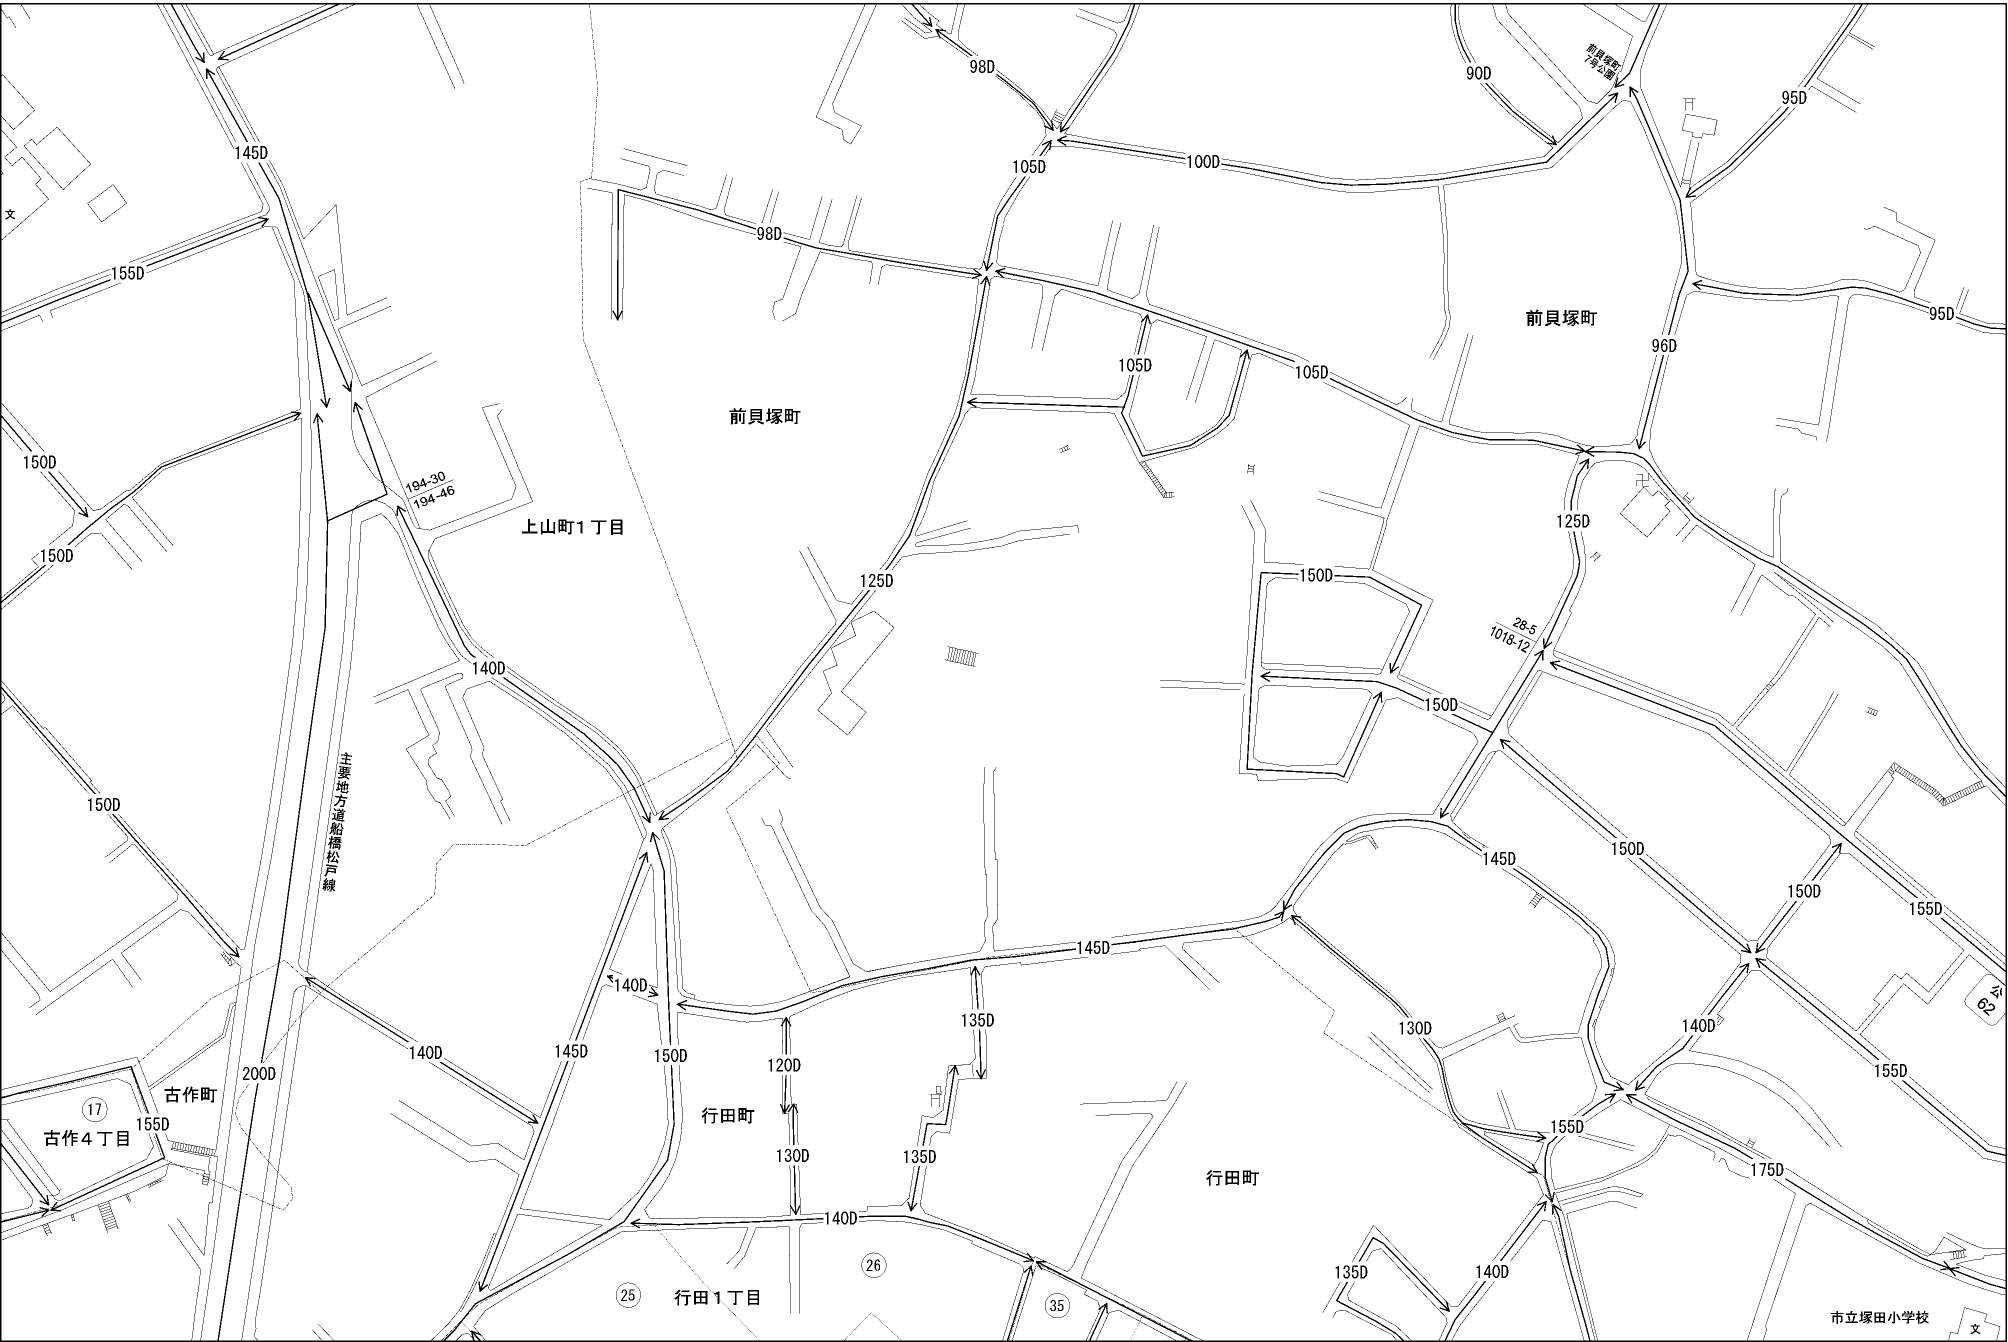 98D
90D
前貝塚町
7号公園
95D
145D
105D
100D
文
98D
155D
95D
前貝塚町
96D
105D
105D
前貝塚町
150D
194-30
194-46
上山町1丁目
125D
150D
125D
150D
28-5
1018-12
140D
150D
主要地方道船橋松戸線
150D
145D
150D
150D
155D
145D
140D
公
62
135D
130D
140D
140D
145D
150D
120D
155D
200D
古作町
17
古作4丁目
155D
行田町
130D
135D
155D
175D
行田町
140D
26
135D
140D
25
行田1丁目
35
市立塚田小学校
文